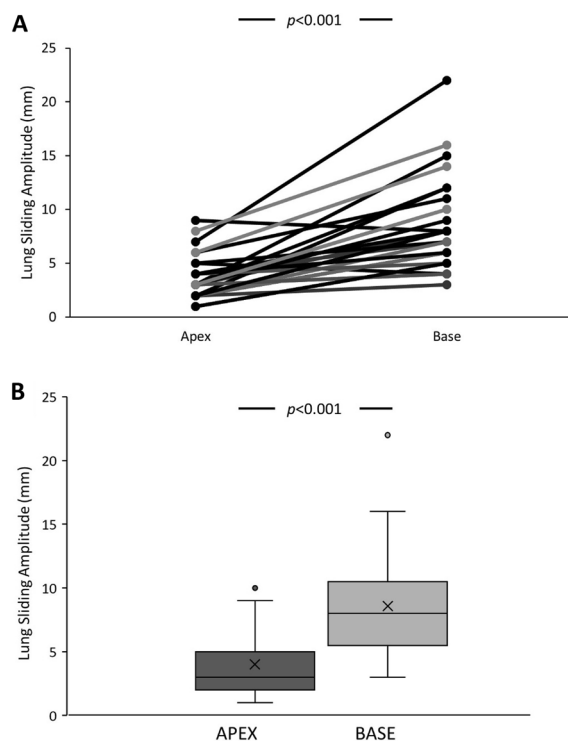 A
p<0.001
25
20
15
10
5
0
Lung Sliding Amplitude (mm)
Apex Base
B
p<0.001
25
20
15
10
5
0
Lung Sliding Amplitude (mm)
APEX BASE